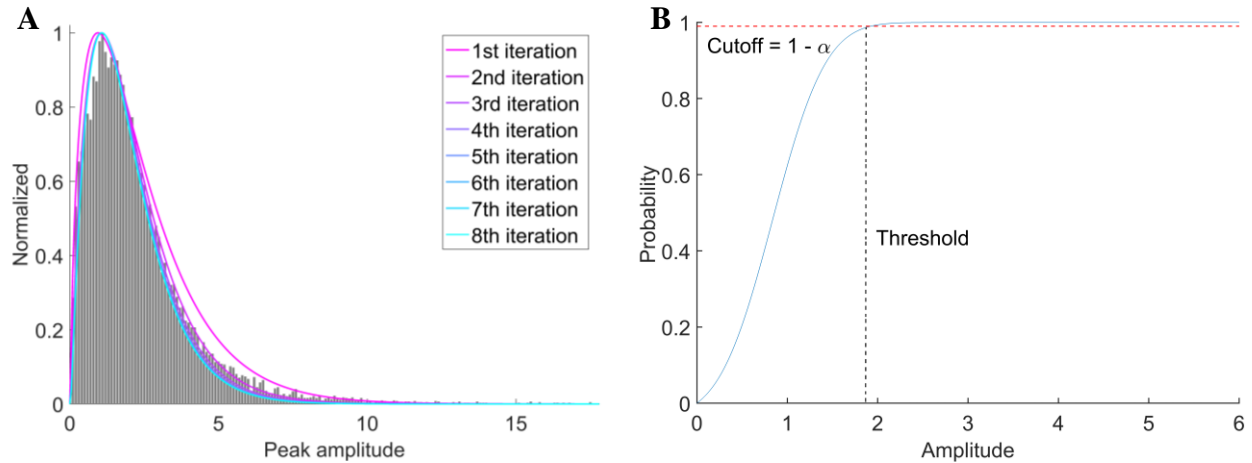 A
Normalized
1
0.8
0.6
0.4
0.2
0
0 5 10 15
Peak amplitude
1st iteration
2nd iteration
3rd iteration
4th iteration
5th iteration
6th iteration
7th iteration
8th iteration
B
Probability
1
0.8
0.6
0.4
0.2
0
Cutoff = 1 - α
Threshold
0 1 2 3 4 5 6
Amplitude